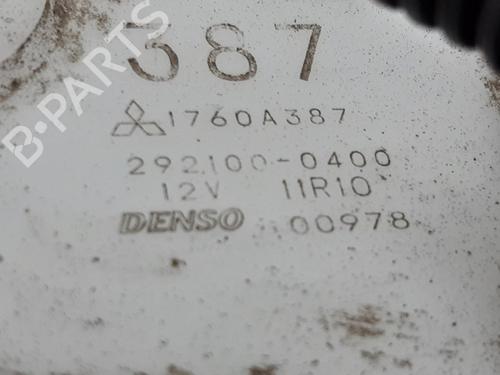 387
1760A387
292100-0400
12V 11R10
DENSO 00978
B-PARTS